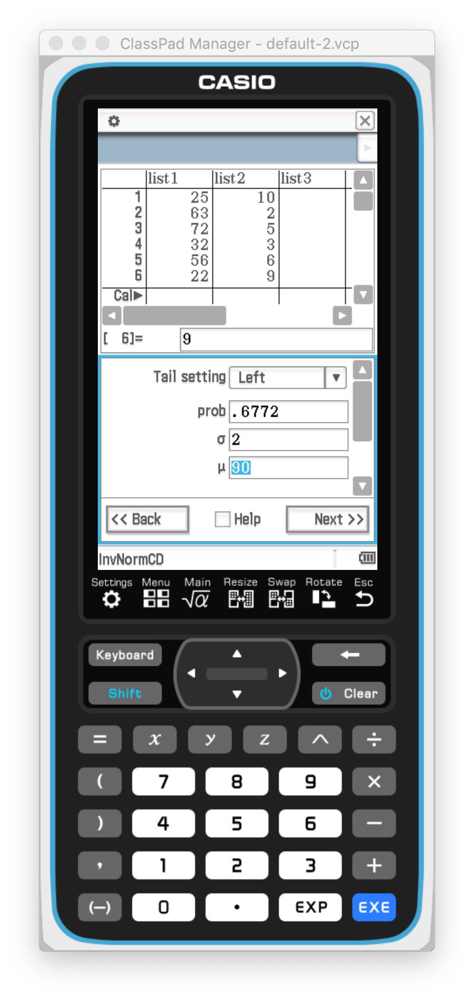 ClassPad Manager - default-2.vcp
CASIO
list1 list2 list3
1 25 10
2 63 2
3 72 5
4 32 3
5 56 6
6 22 9
Cal▶
[ 6]= 9
Tail setting Left
prob .6772
σ 2
μ 90
<< Back Help Next >>
InvNormCD
Settings Menu Main Resize Swap Rotate Esc
√α
Keyboard
Shift Clear
= x y z ^ ÷
( 7 8 9 ×
) 4 5 6 −
, 1 2 3 +
(−) 0 . EXP EXE